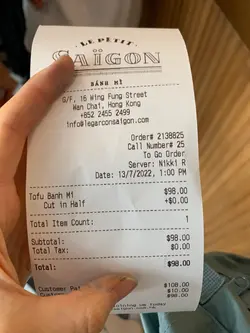 LE PETIT
SAÏGON
BÁNH MÌ
G/F, 16 Wing Fung Street
Wan Chai, Hong Kong
+852 2455 2499
info@legarconsaigon.com
Order# 2138825
Call Number# 25
To Go Order
Server: Nikki R
Date: 13/7/2022, 1:00 PM
Tofu Banh Mi $98.00
Cut in Half +$0.00
Total Item Count: 1
Subtotal: $98.00
Total Tax: $0.00
Total: $98.00
Customer $108.00
$10.00
$98.00